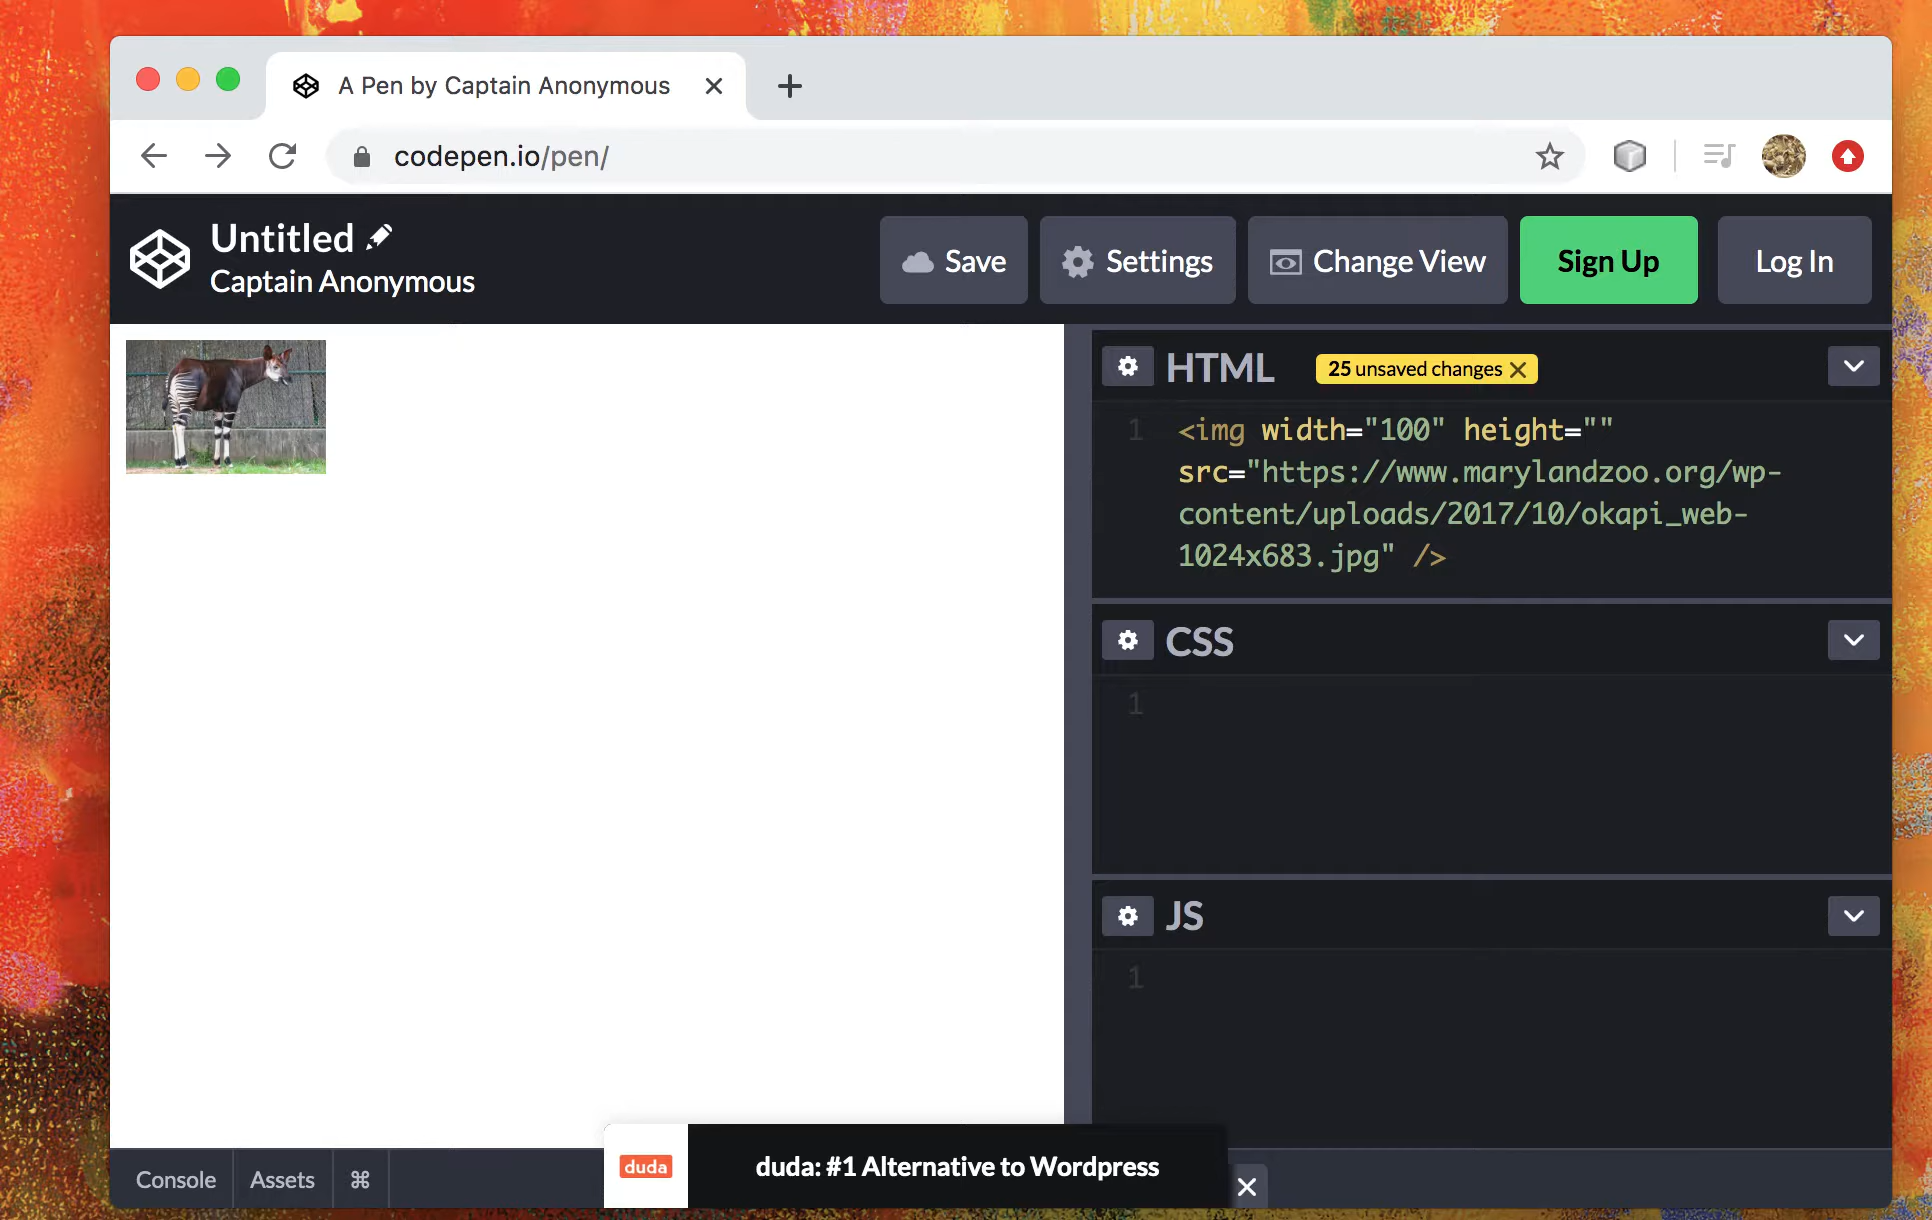 A Pen by Captain Anonymous
codepen.io/pen/
Untitled
Captain Anonymous
Save
Settings
Change View
Sign Up
Log In
HTML
25 unsaved changes
1 <img width="100" height=""
src="https://www.marylandzoo.org/wp-
content/uploads/2017/10/okapi_web-
1024x683.jpg" />
CSS
1
JS
1
Console
Assets
⌘
duda
duda: #1 Alternative to Wordpress